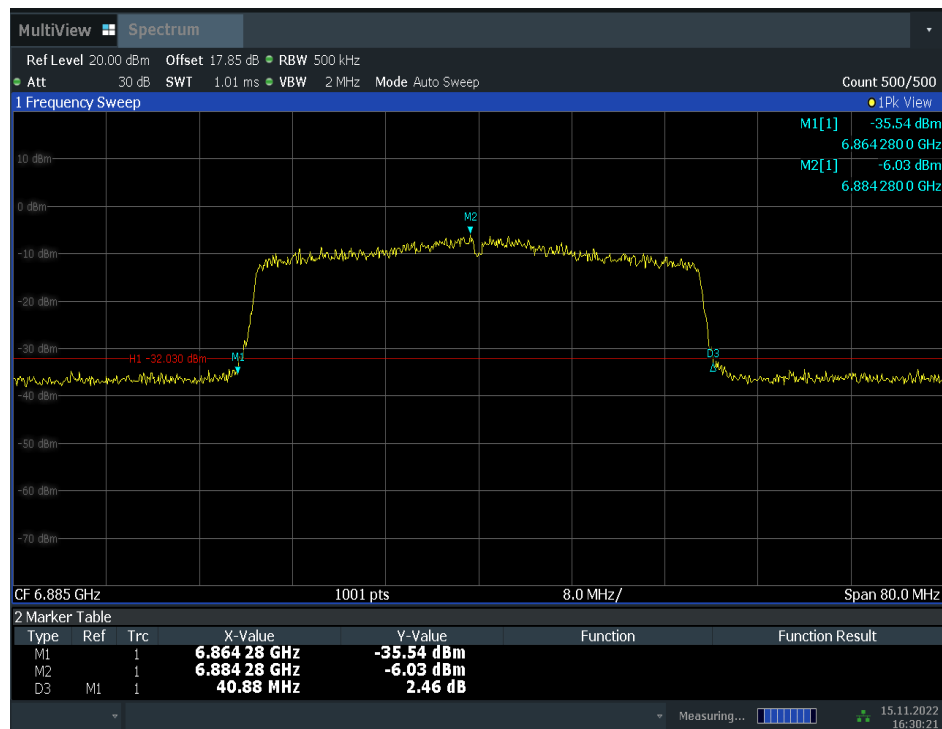 MultiView Spectrum
Ref Level 20.00 dBm Offset 17.85 dB RBW 500 kHz
Att 30 dB SWT 1.01 ms VBW 2 MHz Mode Auto Sweep Count 500/500
1 Frequency Sweep 1Pk View
M1[1] -35.54 dBm
6.8642800 GHz
M2[1] -6.03 dBm
6.8842800 GHz
10 dBm
0 dBm
M2
-10 dBm
-20 dBm
-30 dBm
H1 -32.030 dBm
M1
D3
-40 dBm
-50 dBm
-60 dBm
-70 dBm
CF 6.885 GHz 1001 pts 8.0 MHz/ Span 80.0 MHz
2 Marker Table
Type Ref Trc X-Value Y-Value Function Function Result
M1 1 6.864 28 GHz -35.54 dBm
M2 1 6.884 28 GHz -6.03 dBm
D3 M1 1 40.88 MHz 2.46 dB
Measuring... 15.11.2022
16:30:21